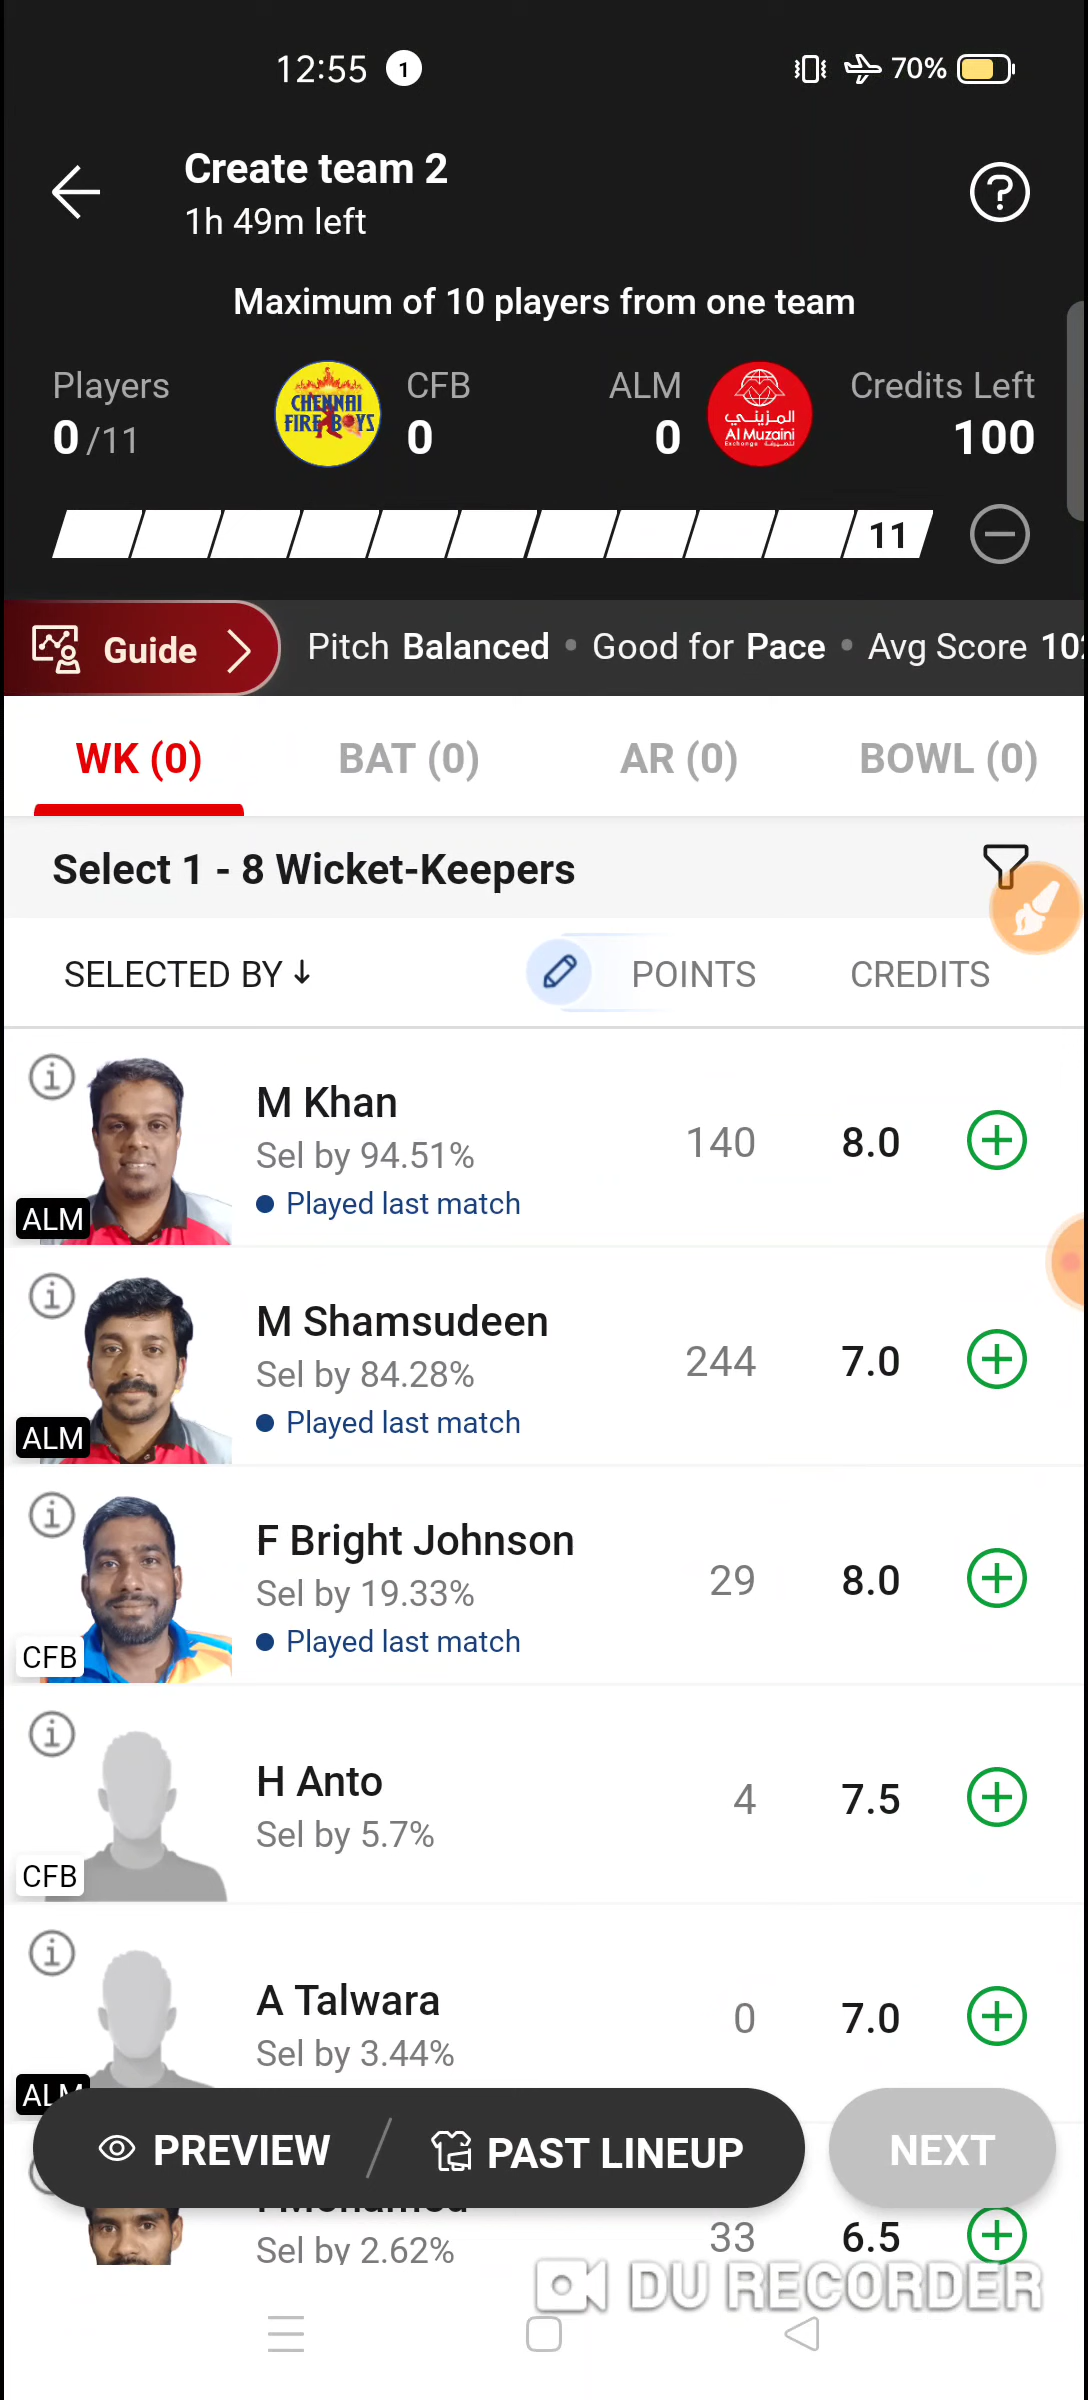 12:55 1 70%
Create team 2
1h 49m left
Maximum of 10 players from one team
Players CFB ALM Credits Left
0/11 0 0 100
CHENNAI
FIRE BOYS
المزيني
Al Muzaini
Exchange للصيرفة
11
Guide Pitch Balanced • Good for Pace • Avg Score
WK (0) BAT (0) AR (0) BOWL (0)
Select 1 - 8 Wicket-Keepers
SELECTED BY ↓ POINTS CREDITS
M Khan
Sel by 94.51%
Played last match
ALM
140 8.0
M Shamsudeen
Sel by 84.28%
Played last match
ALM
244 7.0
F Bright Johnson
Sel by 19.33%
Played last match
CFB
29 8.0
H Anto
Sel by 5.7%
CFB
4 7.5
A Talwara
Sel by 3.44%
ALM
0 7.0
PREVIEW PAST LINEUP NEXT
Sel by 2.62%
33 6.5
DU RECORDER